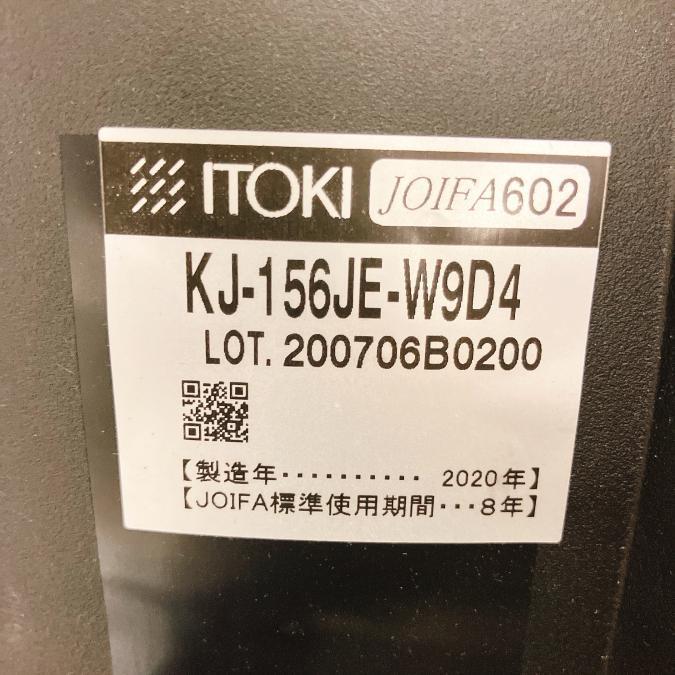 ITOKI JOIFA602
KJ-156JE-W9D4
LOT. 200706B0200
【製造年・・・・・・・・・・ 2020年】
【JOIFA標準使用期間・・・8年】